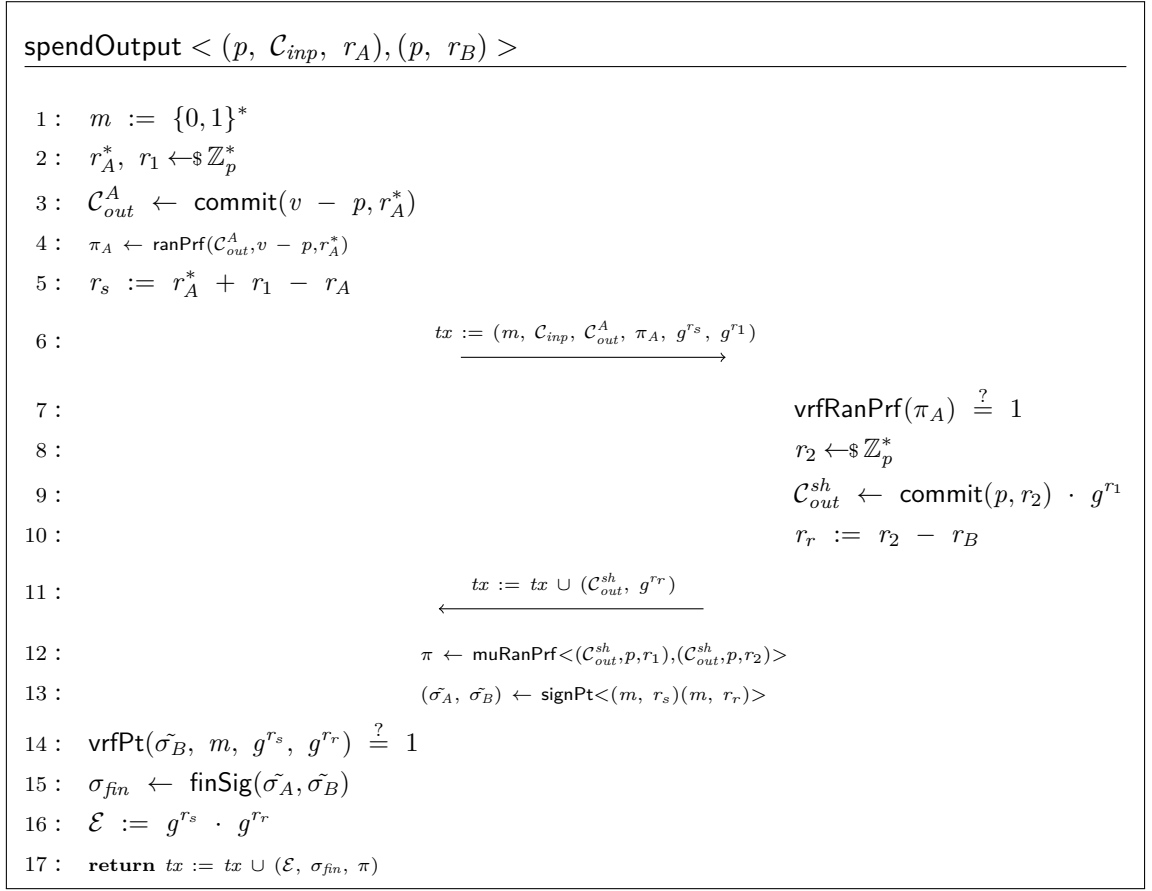 spendOutput < (p, C_inp, r_A), (p, r_B) >
1 : m := {0, 1}*
2 : r*_A, r_1 ←$ ℤ*_p
3 : C^A_out ← commit(v − p, r*_A)
4 : π_A ← ranPrf(C^A_out, v − p, r*_A)
5 : r_s := r*_A + r_1 − r_A
6 : tx := (m, C_inp, C^A_out, π_A, g^{r_s}, g^{r_1})
7 : vrfRanPrf(π_A) ≟ 1
8 : r_2 ←$ ℤ*_p
9 : C^sh_out ← commit(p, r_2) · g^{r_1}
10 : r_r := r_2 − r_B
11 : tx := tx ∪ (C^sh_out, g^{r_r})
12 : π ← muRanPrf<(C^sh_out, p, r_1), (C^sh_out, p, r_2)>
13 : (σ̃_A, σ̃_B) ← signPt<(m, r_s)(m, r_r)>
14 : vrfPt(σ̃_B, m, g^{r_s}, g^{r_r}) ≟ 1
15 : σ_fin ← finSig(σ̃_A, σ̃_B)
16 : ℰ := g^{r_s} · g^{r_r}
17 : return tx := tx ∪ (ℰ, σ_fin, π)